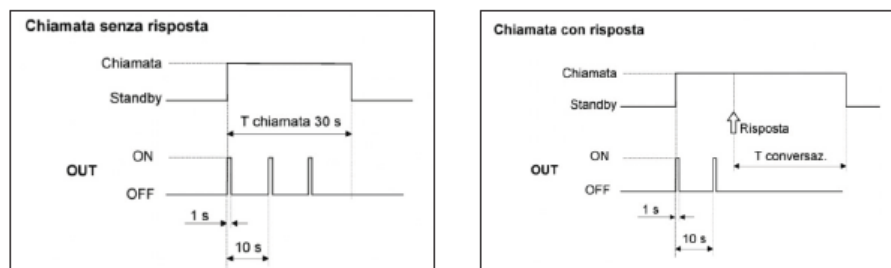 Chiamata senza risposta
Chiamata
Standby
T chiamata 30 s
ON
OUT
OFF
1 s
10 s
Chiamata con risposta
Chiamata
Standby
Risposta
T conversaz.
ON
OUT
OFF
1 s
10 s